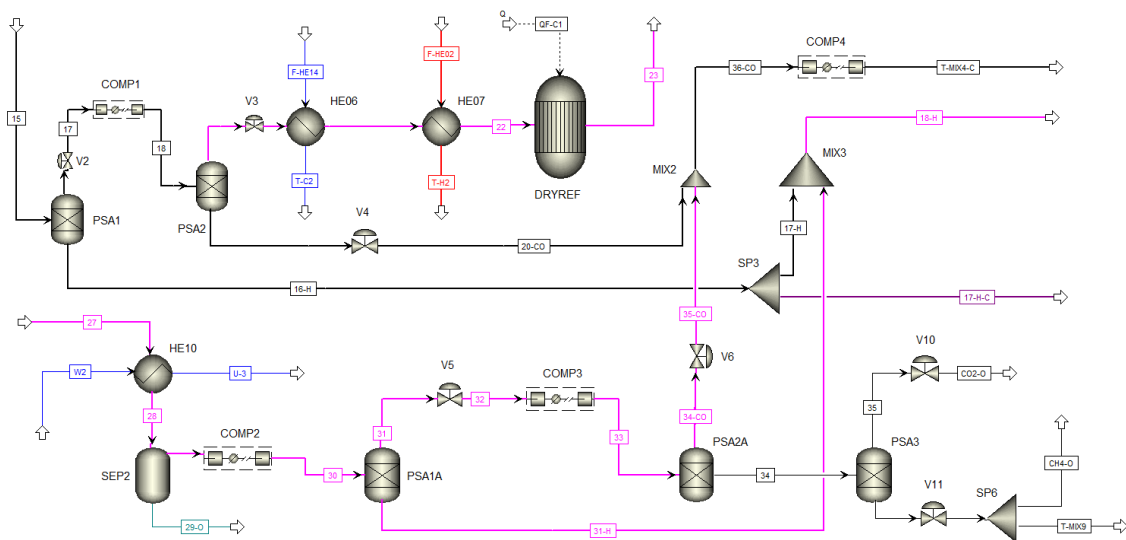 Q
QF-C1
COMP4
F-HE14
F-HE02
36-CO
T-MIX4-C
COMP1
23
V3
HE06
HE07
15
17
18-H
18
22
MIX3
V2
MIX2
T-C2
T-H2
DRYREF
PSA1
PSA2
V4
17-H
20-CO
SP3
16-H
17-H-C
35-CO
27
HE10
V6
V10
W2
U-3
V5
COMP3
CO2-O
32
28
34-CO
35
COMP2
31
33
PSA2A
PSA3
CH4-O
SEP2
30
PSA1A
34
V11
SP6
29-O
31-H
T-MIX9